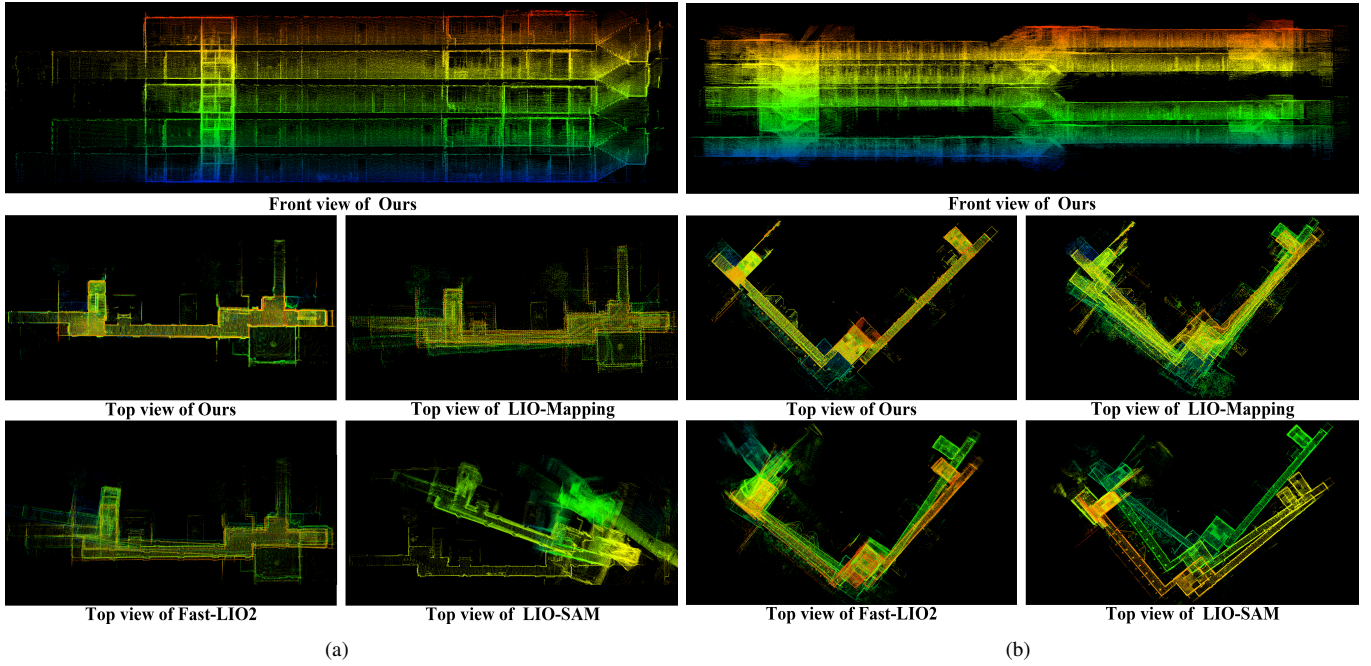 Front view of Ours
Front view of Ours
Top view of Ours
Top view of LIO-Mapping
Top view of Ours
Top view of LIO-Mapping
Top view of Fast-LIO2
Top view of LIO-SAM
Top view of Fast-LIO2
Top view of LIO-SAM
(a)
(b)